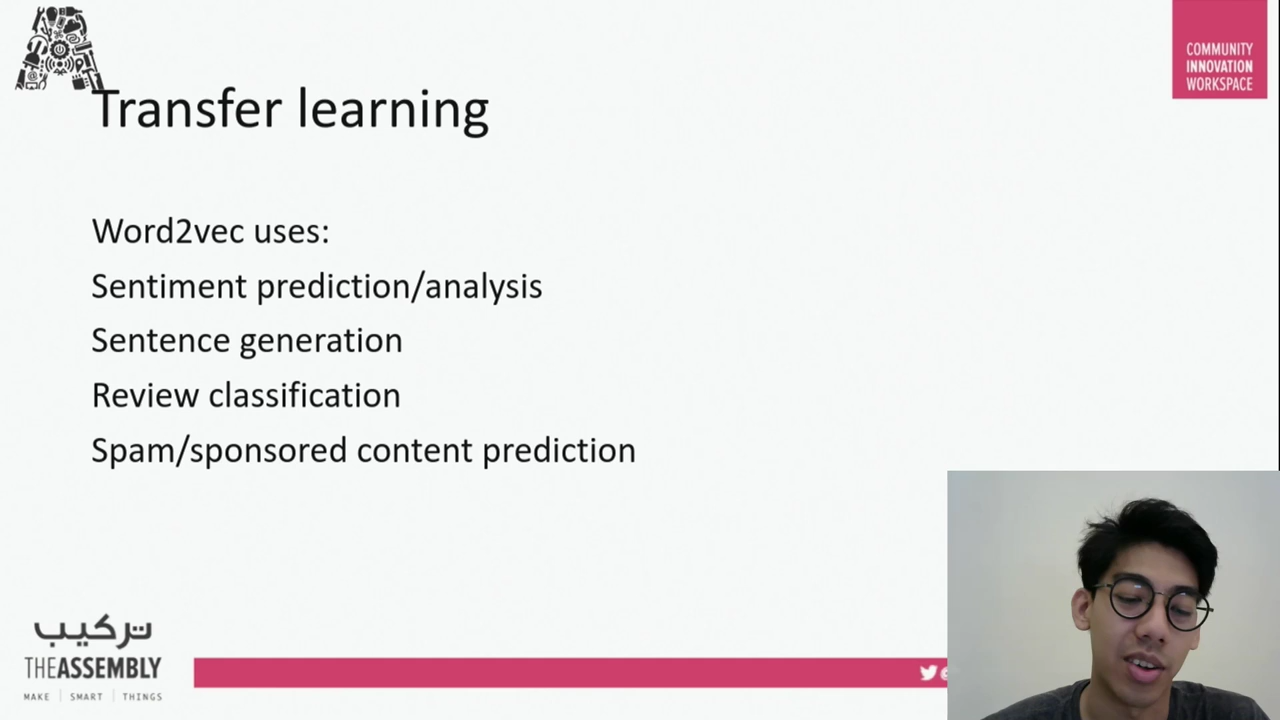 COMMUNITY
INNOVATION
WORKSPACE
Transfer learning
Word2vec uses:
Sentiment prediction/analysis
Sentence generation
Review classification
Spam/sponsored content prediction
تركيب
THEASSEMBLY
MAKE | SMART | THINGS